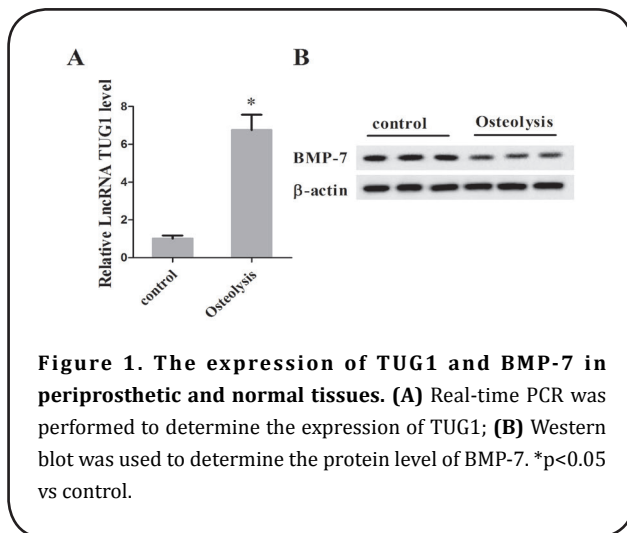 A
Relative LncRNA TUG1 level
8
6
4
2
0
*
control
Osteolysis
B
control Osteolysis
BMP-7
β-actin
Figure 1. The expression of TUG1 and BMP-7 in
periprosthetic and normal tissues. (A) Real-time PCR was
performed to determine the expression of TUG1; (B) Western
blot was used to determine the protein level of BMP-7. *p<0.05
vs control.